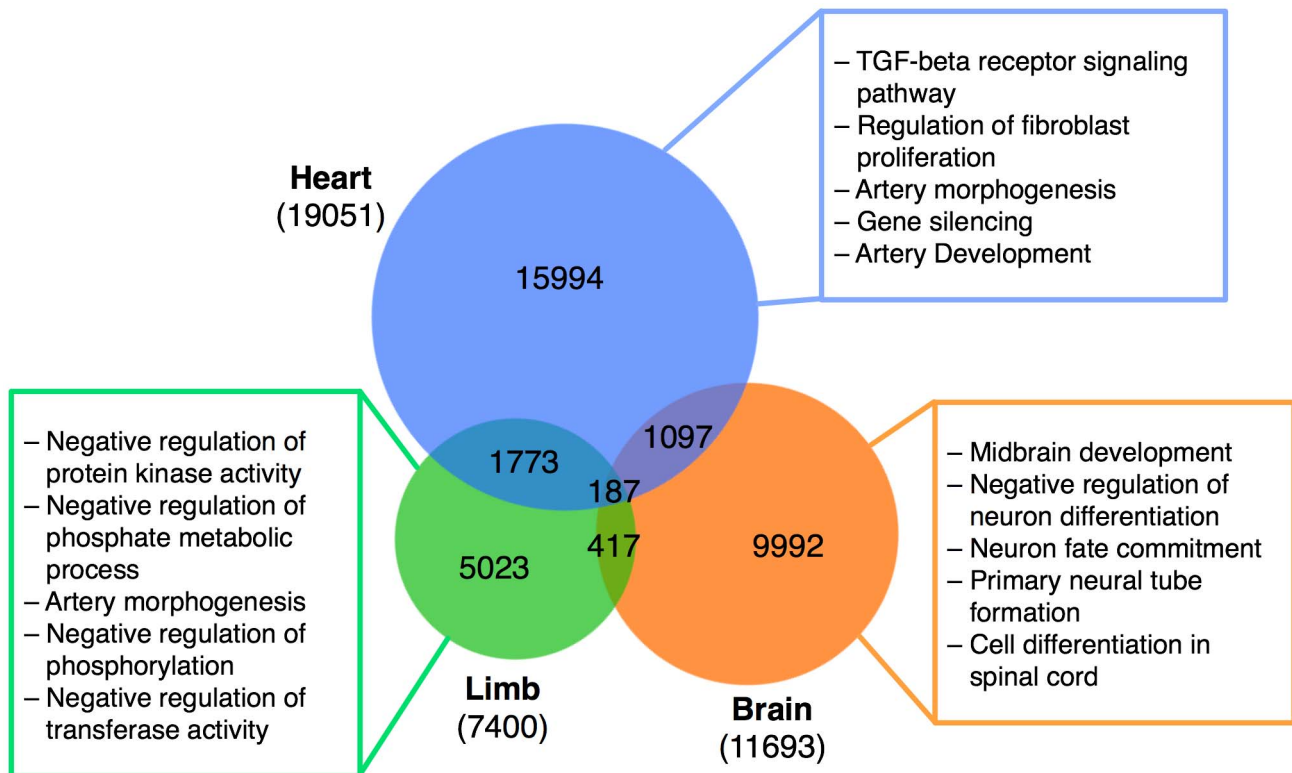 – TGF-beta receptor signaling
pathway
– Regulation of fibroblast
proliferation
– Artery morphogenesis
– Gene silencing
– Artery Development
Heart
(19051)
15994
1097
1773
187
417
5023
9992
– Negative regulation of
protein kinase activity
– Negative regulation of
phosphate metabolic
process
– Artery morphogenesis
– Negative regulation of
phosphorylation
– Negative regulation of
transferase activity
– Midbrain development
– Negative regulation of
neuron differentiation
– Neuron fate commitment
– Primary neural tube
formation
– Cell differentiation in
spinal cord
Limb
(7400)
Brain
(11693)